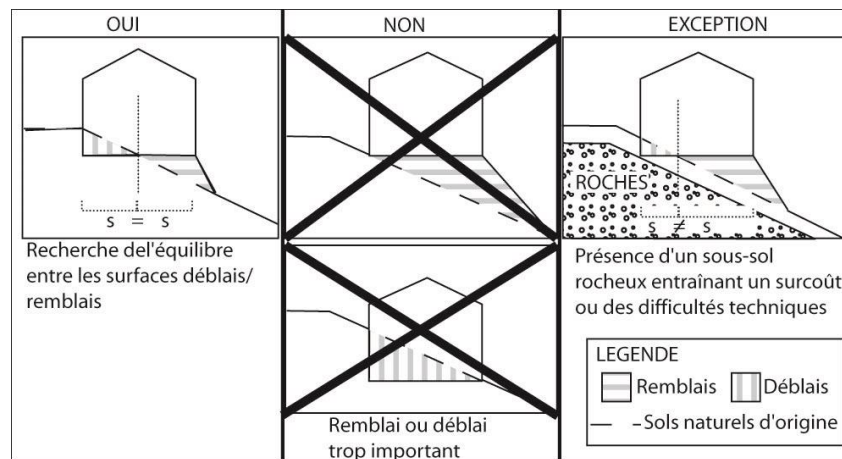 OUI
NON
EXCEPTION
s = s
Recherche del'équilibre
entre les surfaces déblais/
remblais
Remblai ou déblai
trop important
ROCHES
s ≠ s
Présence d'un sous-sol
rocheux entraînant un surcoût
ou des difficultés techniques
LEGENDE
Remblais
Déblais
Sols naturels d'origine